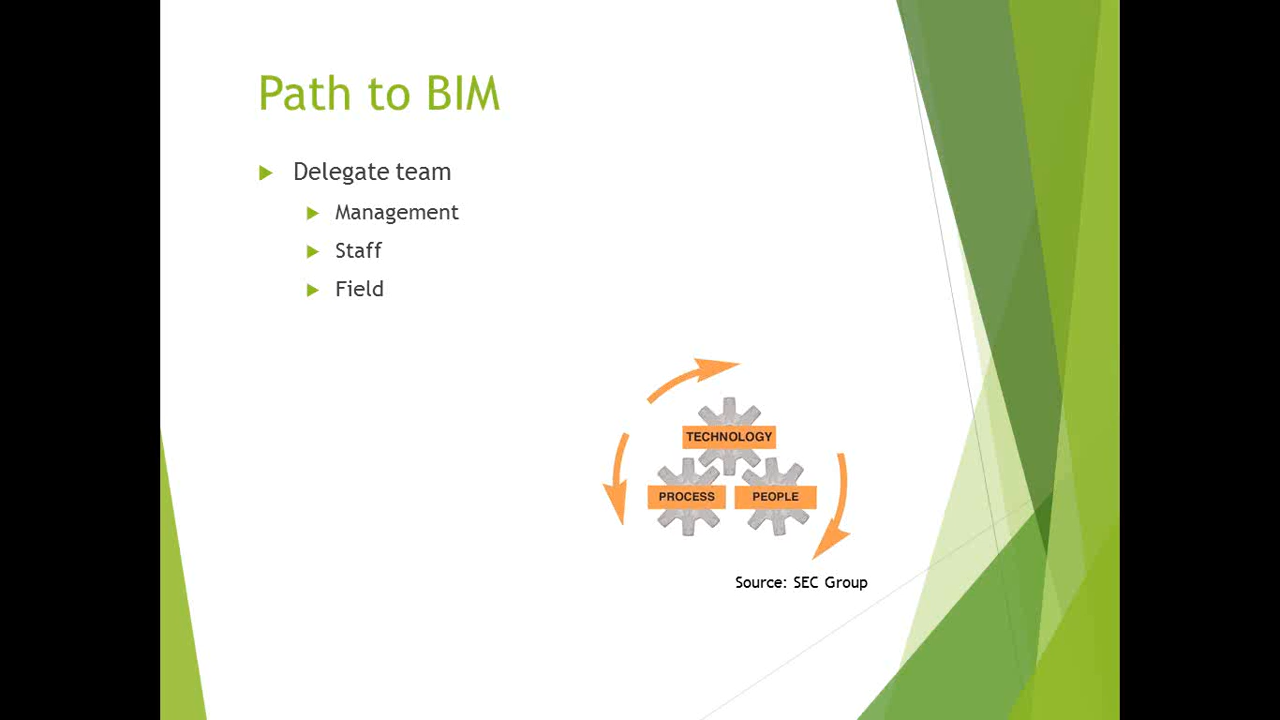 Path to BIM
Delegate team
Management
Staff
Field
TECHNOLOGY
PROCESS
PEOPLE
Source: SEC Group